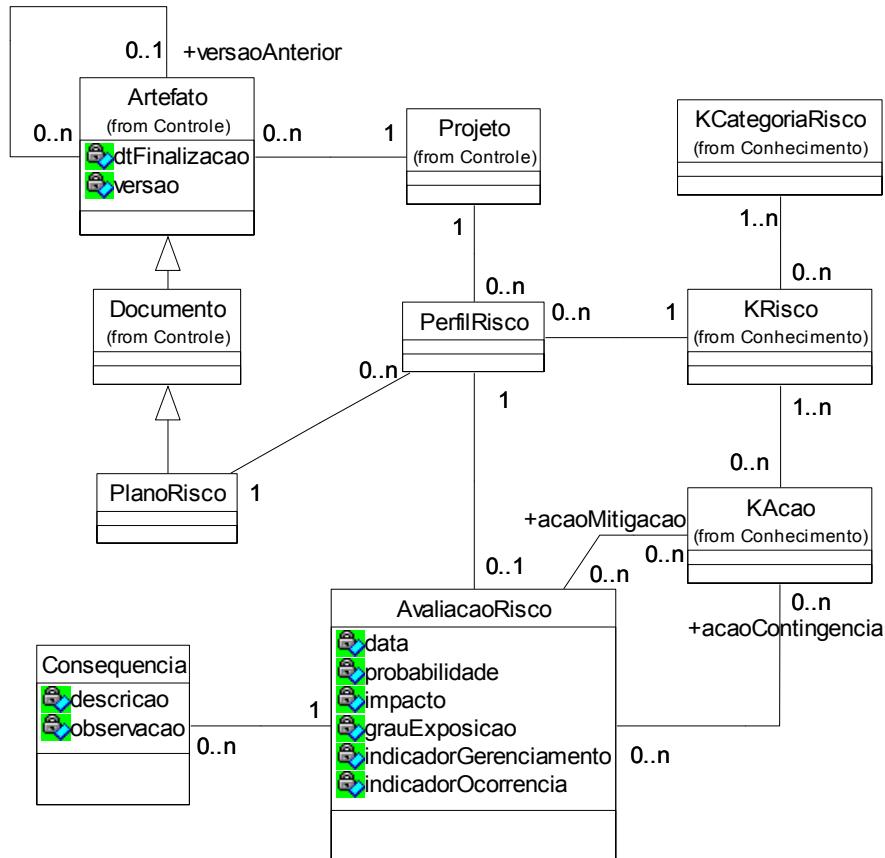 0..1 +versaoAnterior
Artefato
(from Controle)
dtFinalizacao
versao
0..n
0..n
1
Projeto
(from Controle)
KCategoriaRisco
(from Conhecimento)
1
0..n
1..n
0..n
Documento
(from Controle)
PerfilRisco
0..n
1
KRisco
(from Conhecimento)
0..n
1
1..n
0..n
PlanoRisco
1
KAcao
(from Conhecimento)
+acaoMitigacao
0..n
0..n
0..1
0..n
+acaoContingencia
AvaliacaoRisco
data
probabilidade
impacto
grauExposicao
indicadorGerenciamento
indicadorOcorrencia
Consequencia
descricao
observacao
0..n
1
0..n